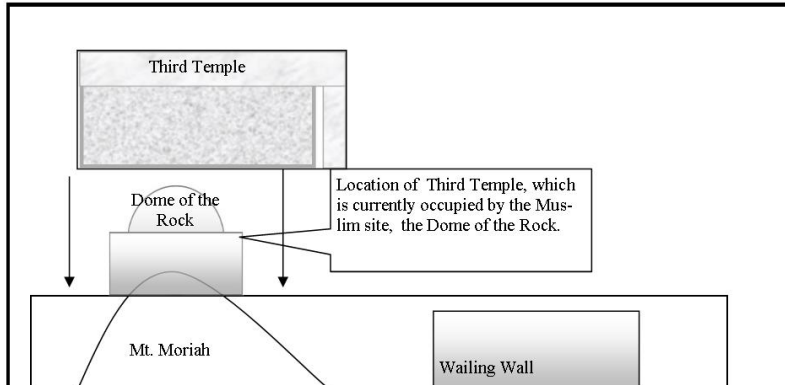 Third Temple
Dome of the
Rock
Location of Third Temple, which
is currently occupied by the Mus-
lim site, the Dome of the Rock.
Mt. Moriah
Wailing Wall